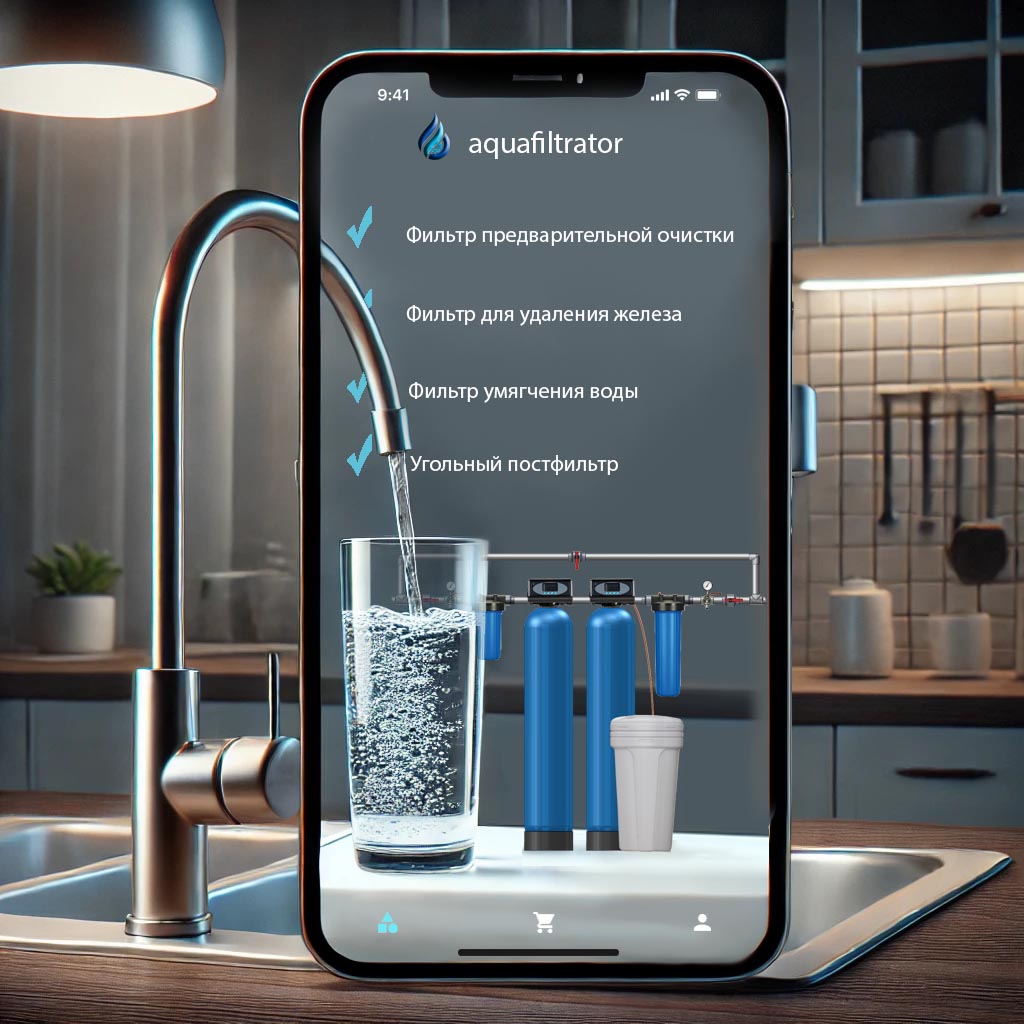 9:41
aquafiltrator
Фильтр предварительной очистки
Фильтр для удаления железа
Фильтр умягчения воды
Угольный постфильтр